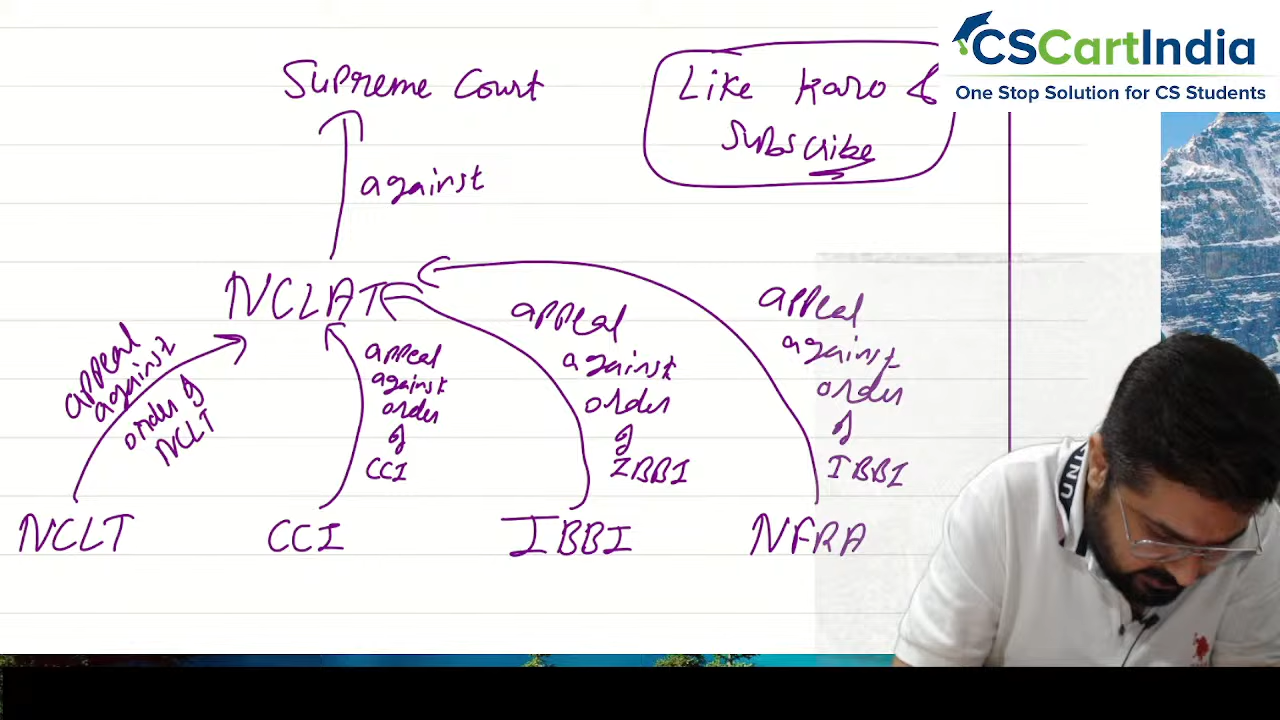 CSCartIndia
One Stop Solution for CS Students
Supreme Court
Like Karo &
Subscribe
against
NCLAT
appeal
against
order of
NCLT
appeal
against
order
of
CCI
appeal
against
order
of
IBBI
appeal
against
order
of
IBBI
NCLT
CCI
IBBI
NFRA